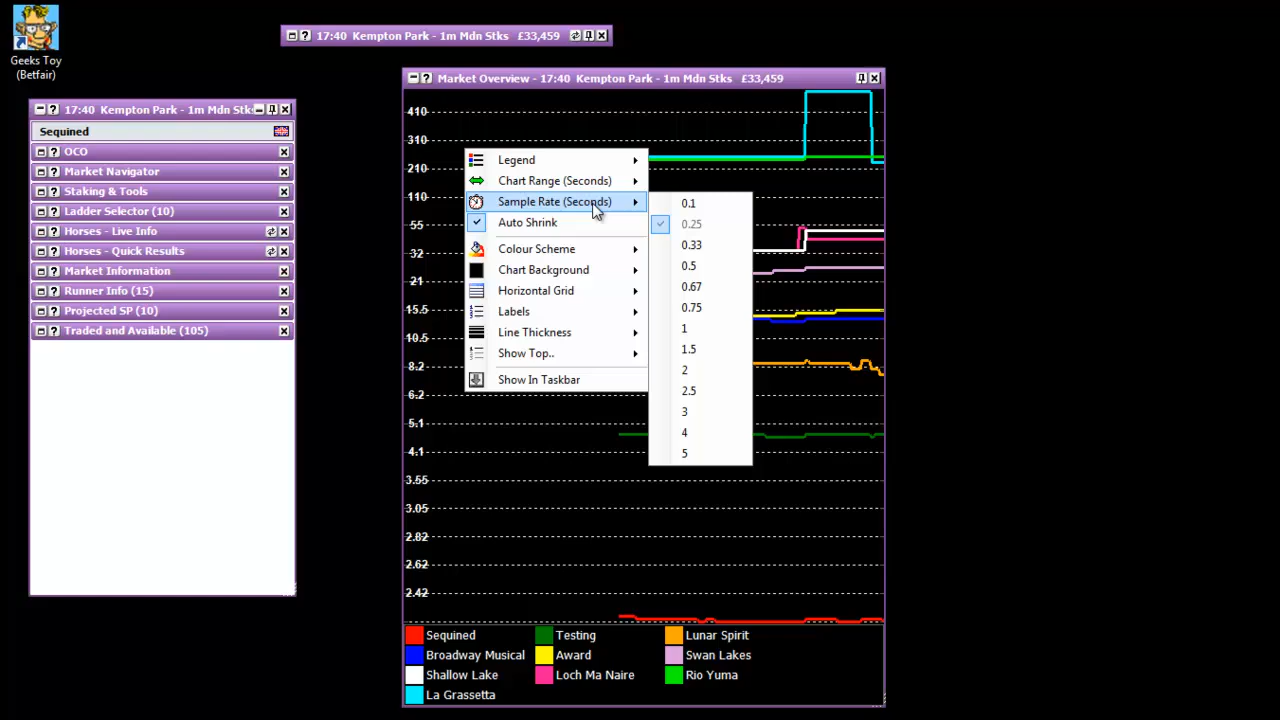 Geeks Toy
(Betfair)
17:40 Kempton Park - 1m Mdn Stks £33,459
Market Overview - 17:40 Kempton Park - 1m Mdn Stks £33,459
17:40 Kempton Park - 1m Mdn Stks
Sequined
OCO
Market Navigator
Staking & Tools
Ladder Selector (10)
Horses - Live Info
Horses - Quick Results
Market Information
Runner Info (15)
Projected SP (10)
Traded and Available (105)
410
310
210
110
55
32
21
15.5
10.5
8.2
6.2
5.1
4.1
3.55
3.05
2.82
2.62
2.42
Legend
Chart Range (Seconds)
Sample Rate (Seconds)
Auto Shrink
Colour Scheme
Chart Background
Horizontal Grid
Labels
Line Thickness
Show Top..
Show In Taskbar
0.1
0.25
0.33
0.5
0.67
0.75
1
1.5
2
2.5
3
4
5
Sequined Testing Lunar Spirit
Broadway Musical Award Swan Lakes
Shallow Lake Loch Ma Naire Rio Yuma
La Grassetta